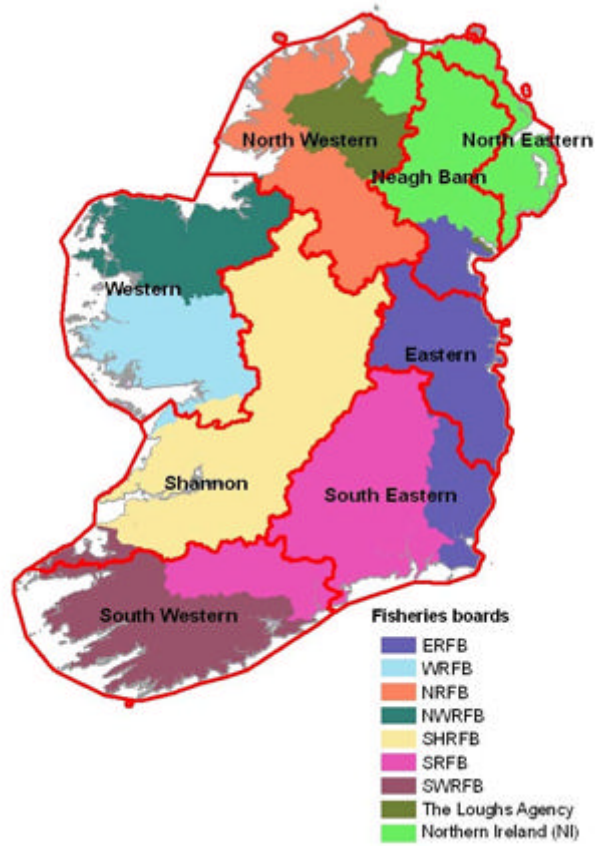 North Western
North Eastern
Neagh Bann
Western
Eastern
Shannon
South Eastern
South Western
Fisheries boards
ERFB
WRFB
NRFB
NWRFB
SHRFB
SRFB
SWRFB
The Loughs Agency
Northern Ireland (NI)